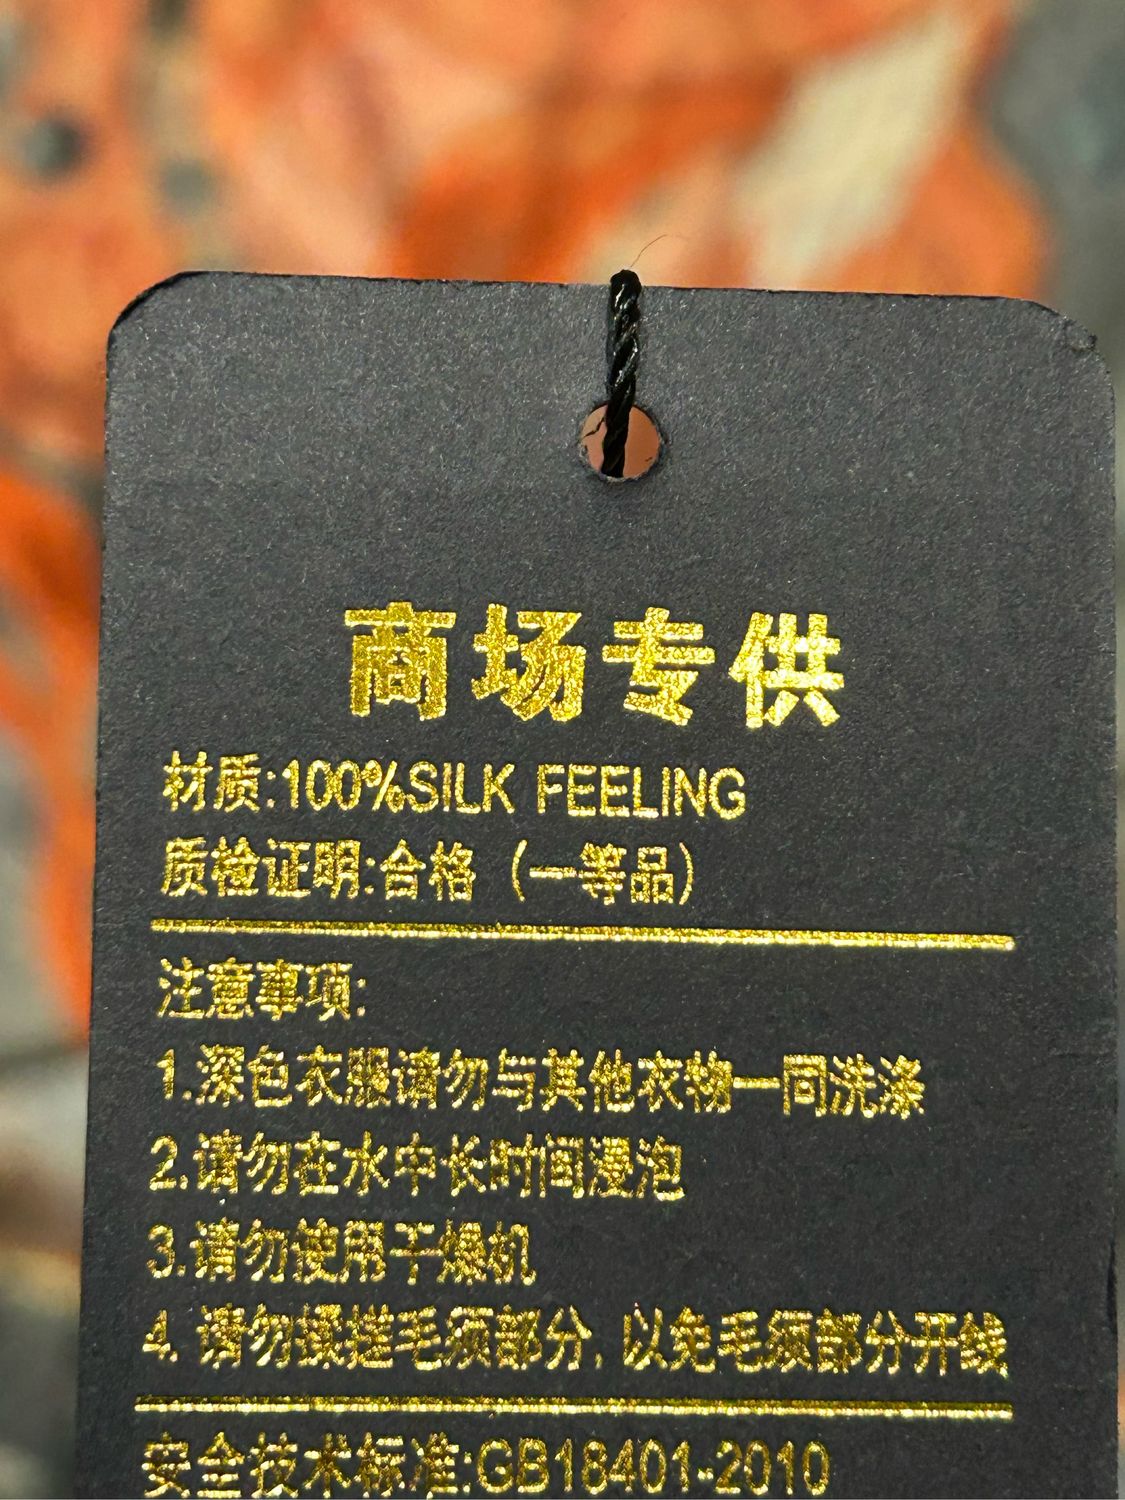 商场专供
材质:100%SILK FEELING
质检证明:合格（一等品）
注意事项:
1.深色衣服请勿与其他衣物一同洗涤
2.请勿在水中长时间浸泡
3.请勿使用干燥机
4.请勿揉搓毛须部分,以免毛须部分开线
安全技术标准:GB18401-2010